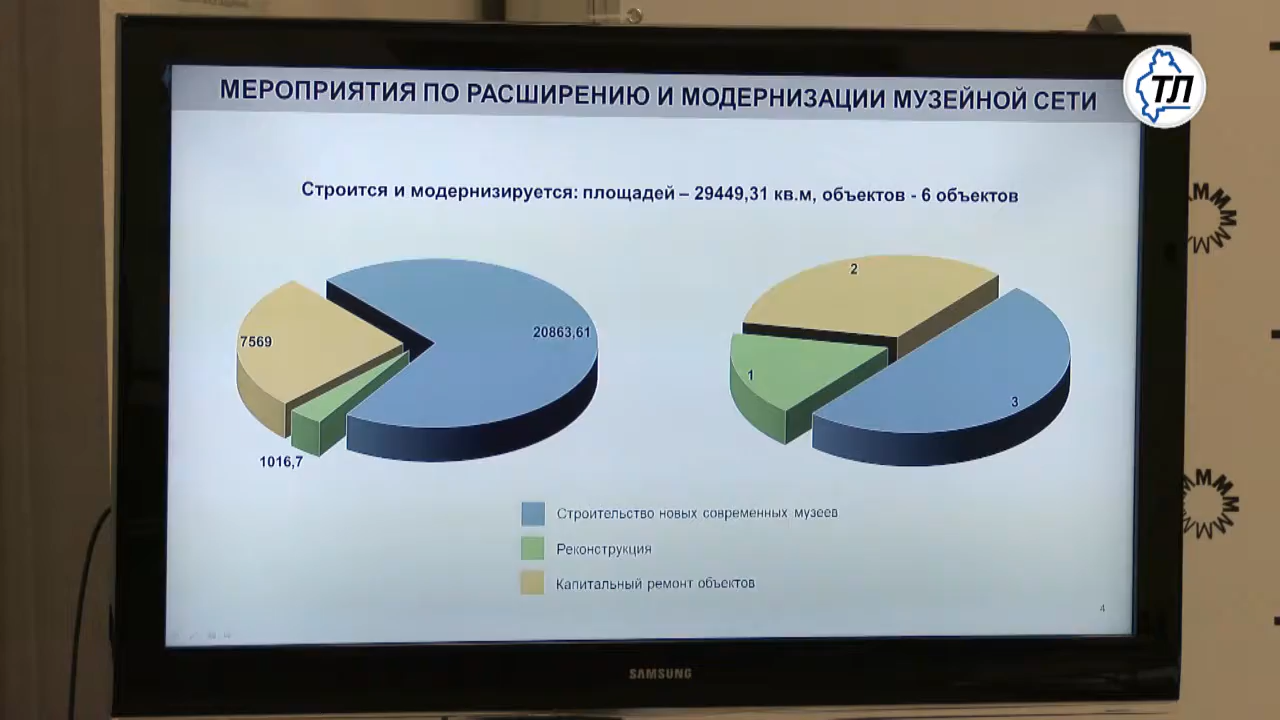 МЕРОПРИЯТИЯ ПО РАСШИРЕНИЮ И МОДЕРНИЗАЦИИ МУЗЕЙНОЙ СЕТИ
ТЛ
Строится и модернизируется: площадей – 29449,31 кв.м, объектов - 6 объектов
7569
20863,61
1016,7
2
1
3
Строительство новых современных музеев
Реконструкция
Капитальный ремонт объектов
4
SAMSUNG